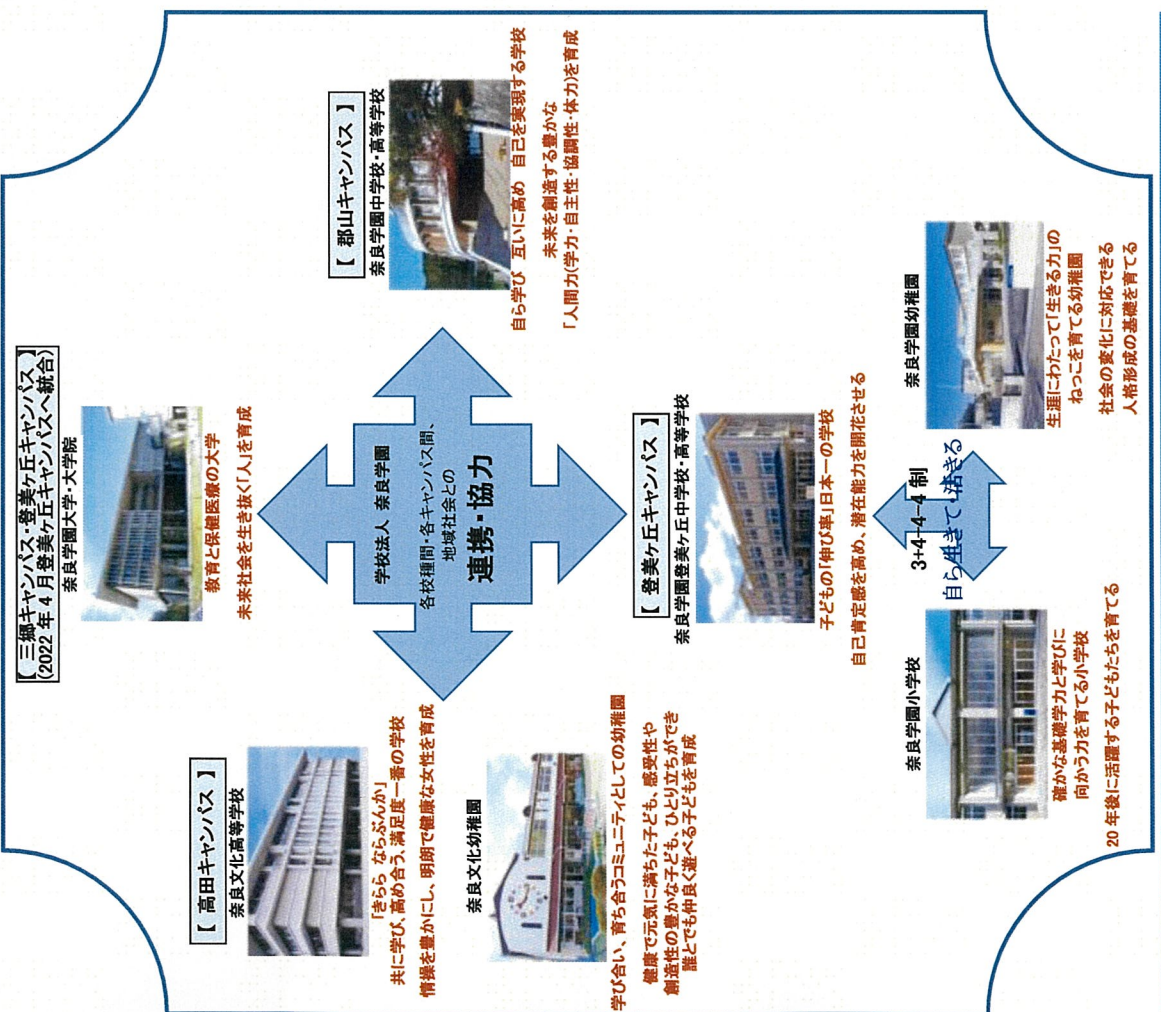 【 三郷キャンパス・登美ヶ丘キャンパス 】
(2022 年 4 月登美ヶ丘キャンパスへ統合)
奈良学園大学・大学院
教育と保健医療の大学
未来社会を生き抜く「人」を育成
【 高田キャンパス 】
奈良文化高等学校
「きらら ならぶんか」
共に学び、高め合う、満足度一番の学校
情操を豊かにし、明朗で健康な女性を育成
奈良文化幼稚園
学び合い、育ち合うコミュニティとしての幼稚園
健康で元気に満ちた子ども、感受性や
創造性の豊かな子ども、ひとり立ちができ
誰とでも仲良く遊べる子どもを育成
学校法人 奈良学園
各校種間・各キャンパス間、
地域社会との
連携・協力
【 郡山キャンパス 】
奈良学園中学校・高等学校
自ら学び 互いに高め 自己を実現する学校
未来を創造する豊かな
「人間力(学力・自主性・協調性・体力)を育成
【 登美ヶ丘キャンパス 】
奈良学園登美ヶ丘中学校・高等学校
子どもの「伸び率」日本一の学校
自己肯定感を高め、潜在能力を開花させる
3+4-4-4 制
自ら生きて・活きる
奈良学園小学校
確かな基礎学力と学びに
向かう力を育てる小学校
20 年後に活躍する子どもたちを育てる
奈良学園幼稚園
生涯にわたって「生きる力」の
ねっこを育てる幼稚園
社会の変化に対応できる
人格形成の基礎を育てる